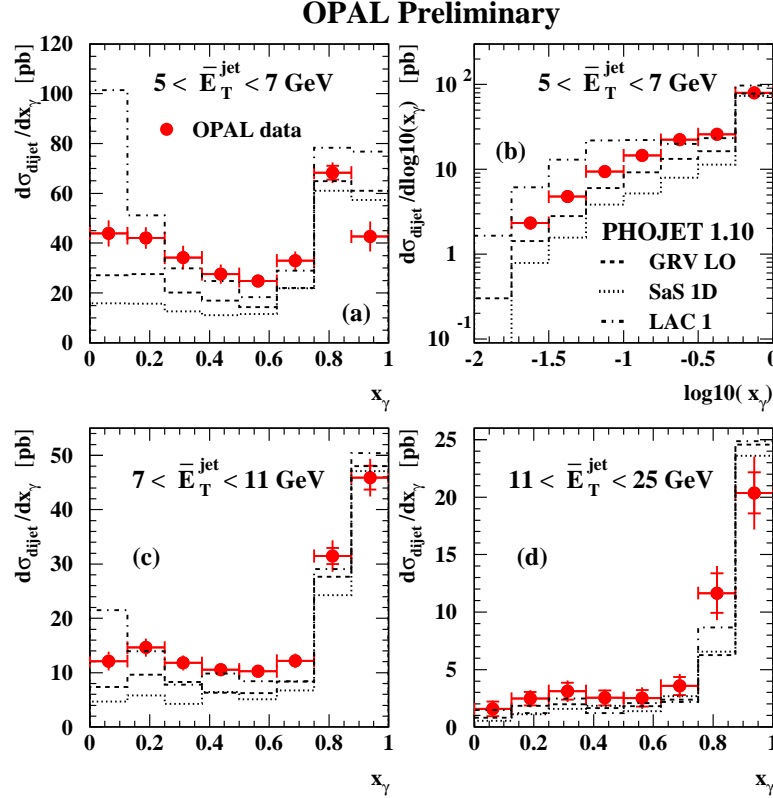 OPAL Preliminary
dσ_dijet/dx_γ [pb]
120
100
80
60
40
20
0
5 < E̅_T^jet < 7 GeV
OPAL data
(a)
0 0.2 0.4 0.6 0.8 1
x_γ
dσ_dijet/dlog10(x_γ) [pb]
10^2
10
1
10^-1
5 < E̅_T^jet < 7 GeV
(b)
PHOJET 1.10
GRV LO
SaS 1D
LAC 1
-2 -1.5 -1 -0.5 0
log10( x_γ)
dσ_dijet/dx_γ [pb]
50
40
30
20
10
0
7 < E̅_T^jet < 11 GeV
(c)
0 0.2 0.4 0.6 0.8 1
x_γ
dσ_dijet/dx_γ [pb]
25
20
15
10
5
0
11 < E̅_T^jet < 25 GeV
(d)
0 0.2 0.4 0.6 0.8 1
x_γ